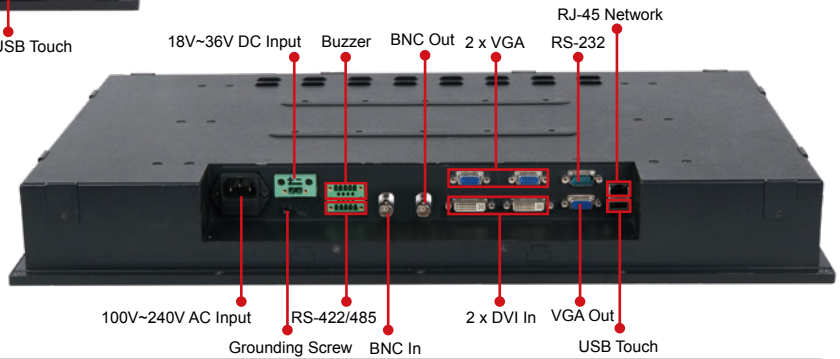 USB Touch
RJ-45 Network
18V~36V DC Input
Buzzer
BNC Out
2 x VGA
RS-232
100V~240V AC Input
RS-422/485
2 x DVI In
VGA Out
Grounding Screw
BNC In
USB Touch